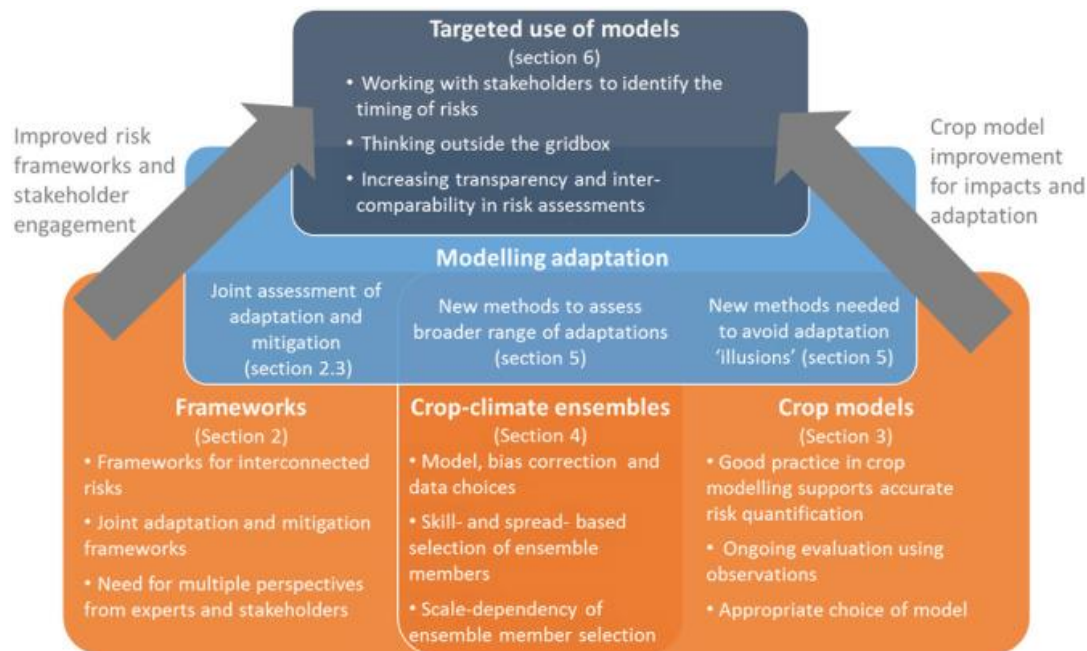 Targeted use of models
(section 6)
• Working with stakeholders to identify the
timing of risks
• Thinking outside the gridbox
• Increasing transparency and inter-
comparability in risk assessments
Improved risk
frameworks and
stakeholder
engagement
Crop model
improvement
for impacts and
adaptation
Modelling adaptation
Joint assessment of
adaptation and
mitigation
(section 2.3)
New methods to assess
broader range of adaptations
(section 5)
New methods needed
to avoid adaptation
‘illusions’ (section 5)
Frameworks
(Section 2)
• Frameworks for interconnected
risks
• Joint adaptation and mitigation
frameworks
• Need for multiple perspectives
from experts and stakeholders
Crop-climate ensembles
(Section 4)
• Model, bias correction and
data choices
• Skill- and spread- based
selection of ensemble
members
• Scale-dependency of
ensemble member selection
Crop models
(Section 3)
• Good practice in crop
modelling supports accurate
risk quantification
• Ongoing evaluation using
observations
• Appropriate choice of model